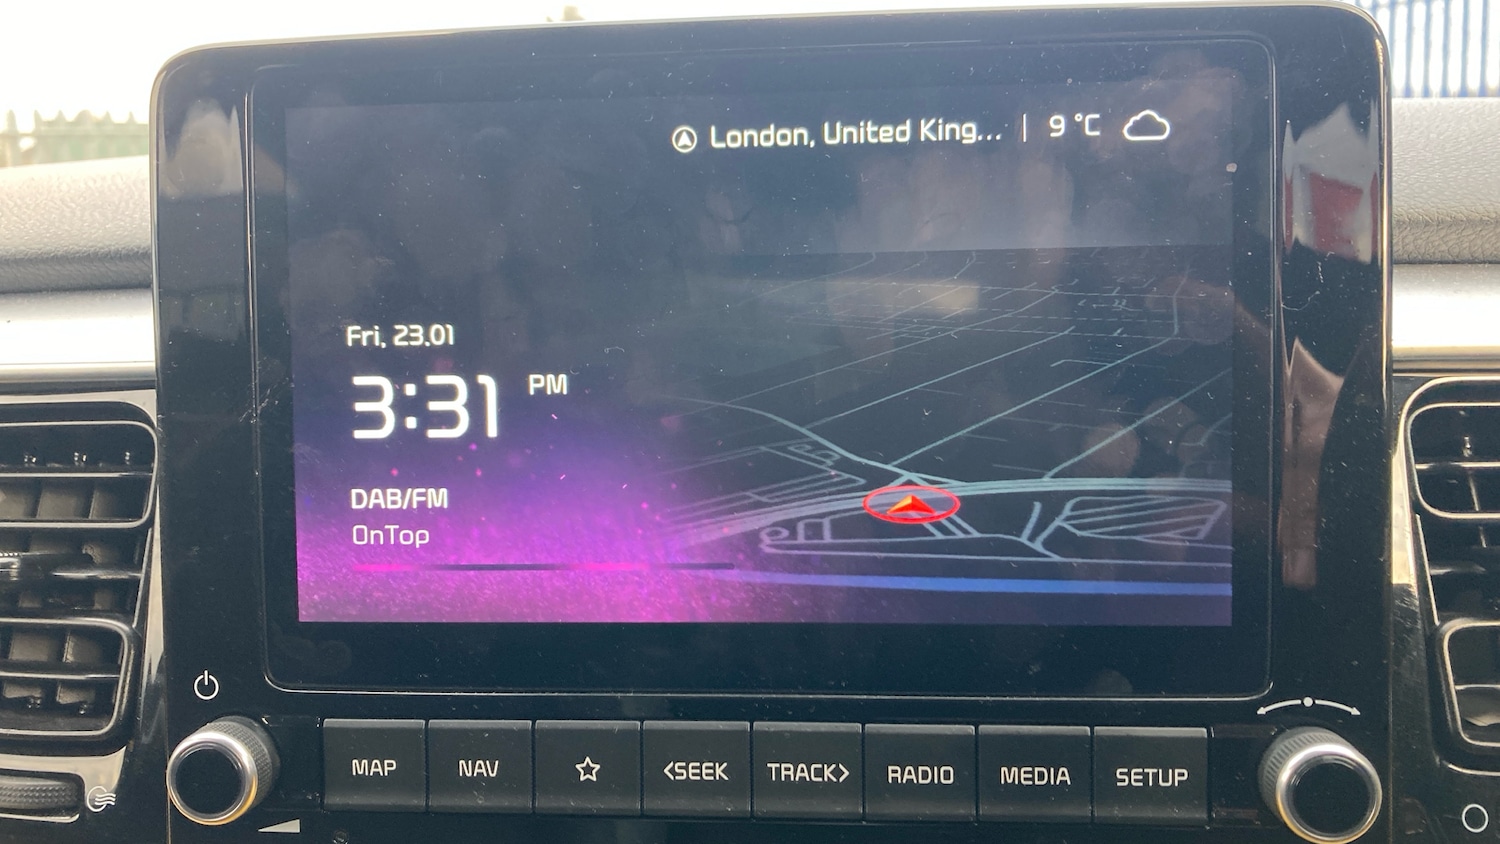 London, United King... | 9 °C
Fri, 23.01
3:31 PM
DAB/FM
OnTop
MAP
NAV
<SEEK
TRACK>
RADIO
MEDIA
SETUP